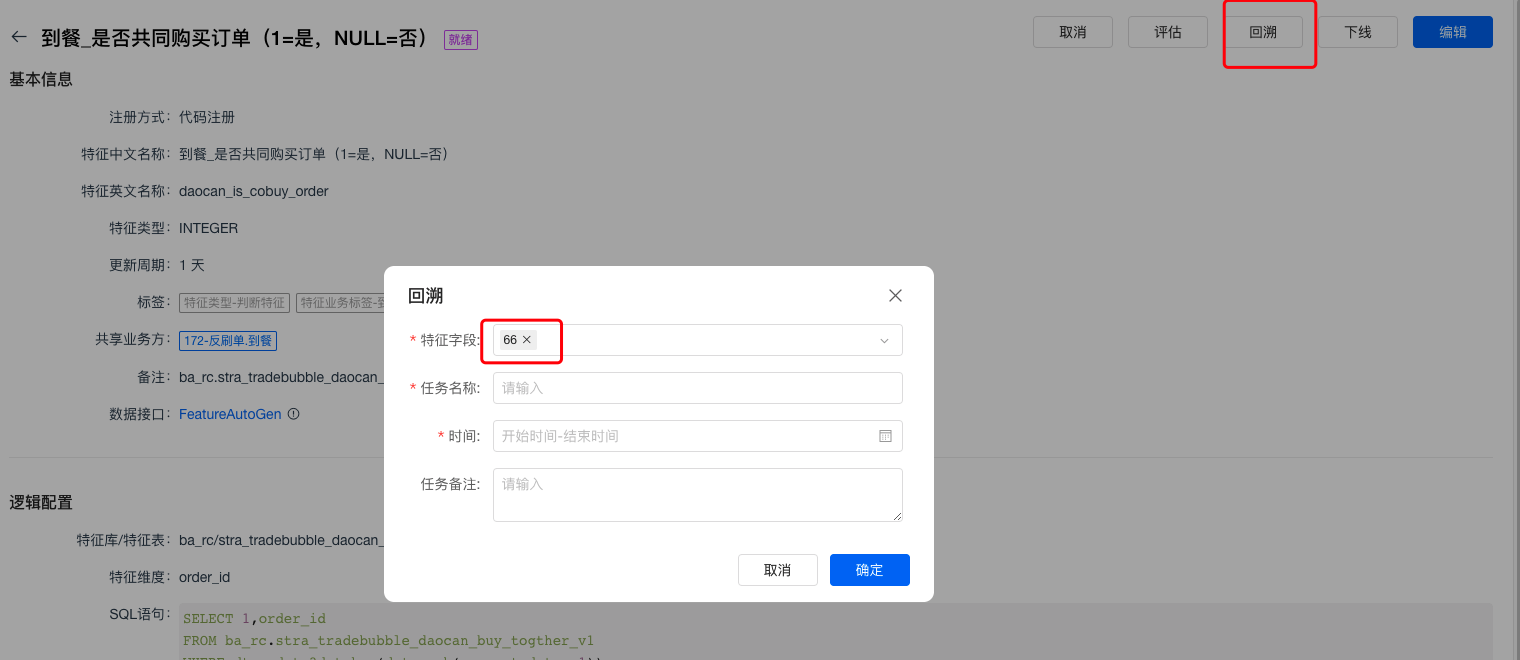 到餐_是否共同购买订单（1=是，NULL=否） 就绪 取消 评估 回溯 下线 编辑
基本信息
注册方式： 代码注册
特征中文名称： 到餐_是否共同购买订单（1=是，NULL=否）
特征英文名称： daocan_is_cobuy_order
特征类型： INTEGER
更新周期： 1 天
标签： 特征类型-判断特征 特征业务标签-
共享业务方： 172-反刷单.到餐
备注： ba_rc.stra_tradebubble_daocan_
数据接口： FeatureAutoGen
回溯
* 特征字段: 66
* 任务名称: 请输入
* 时间: 开始时间-结束时间
任务备注: 请输入
取消 确定
逻辑配置
特征库/特征表： ba_rc/stra_tradebubble_daocan_
特征维度： order_id
SQL语句： SELECT 1,order_id
FROM ba_rc.stra_tradebubble_daocan_buy_togther_v1